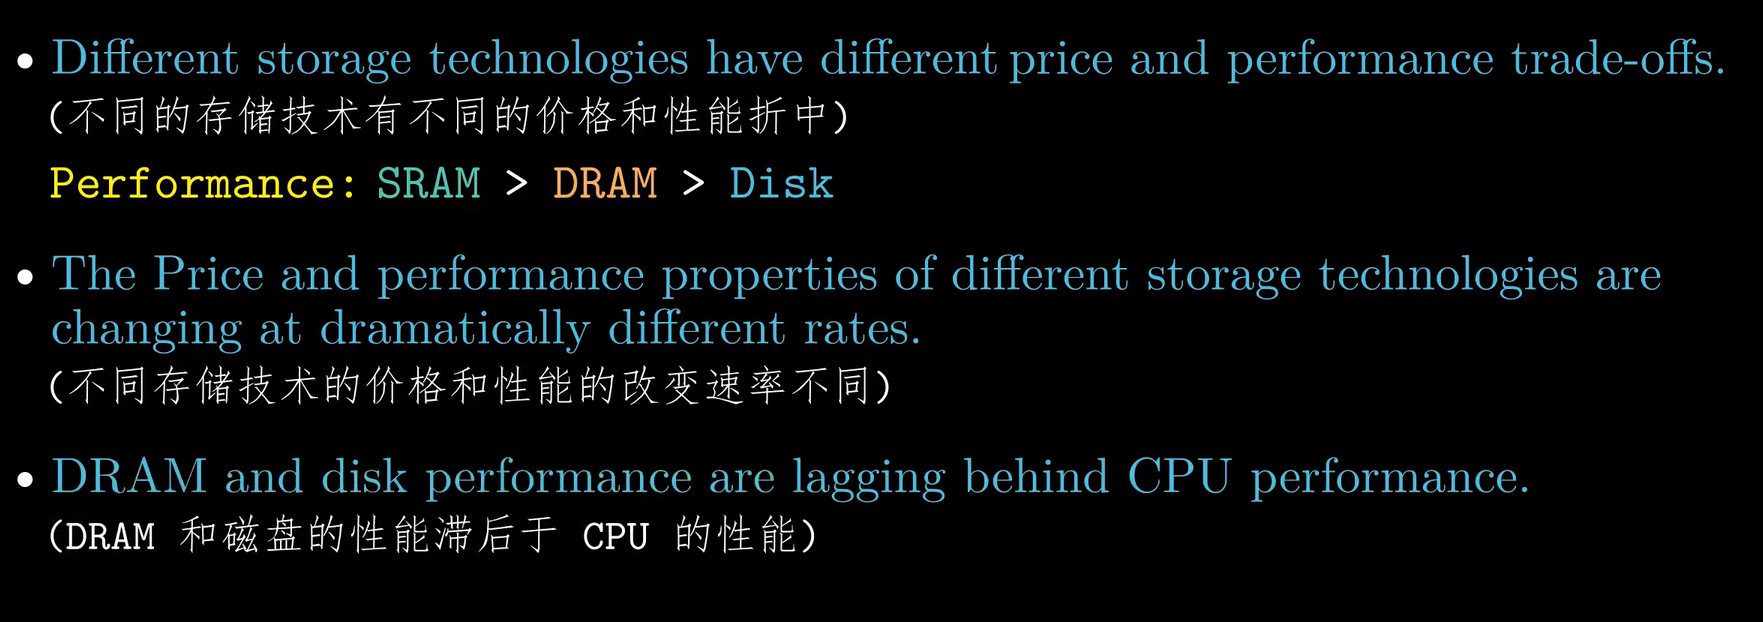 • Different storage technologies have different price and performance trade-offs.
(不同的存储技术有不同的价格和性能折中)
Performance: SRAM > DRAM > Disk
• The Price and performance properties of different storage technologies are
changing at dramatically different rates.
(不同存储技术的价格和性能的改变速率不同)
• DRAM and disk performance are lagging behind CPU performance.
(DRAM 和磁盘的性能滞后于 CPU 的性能)